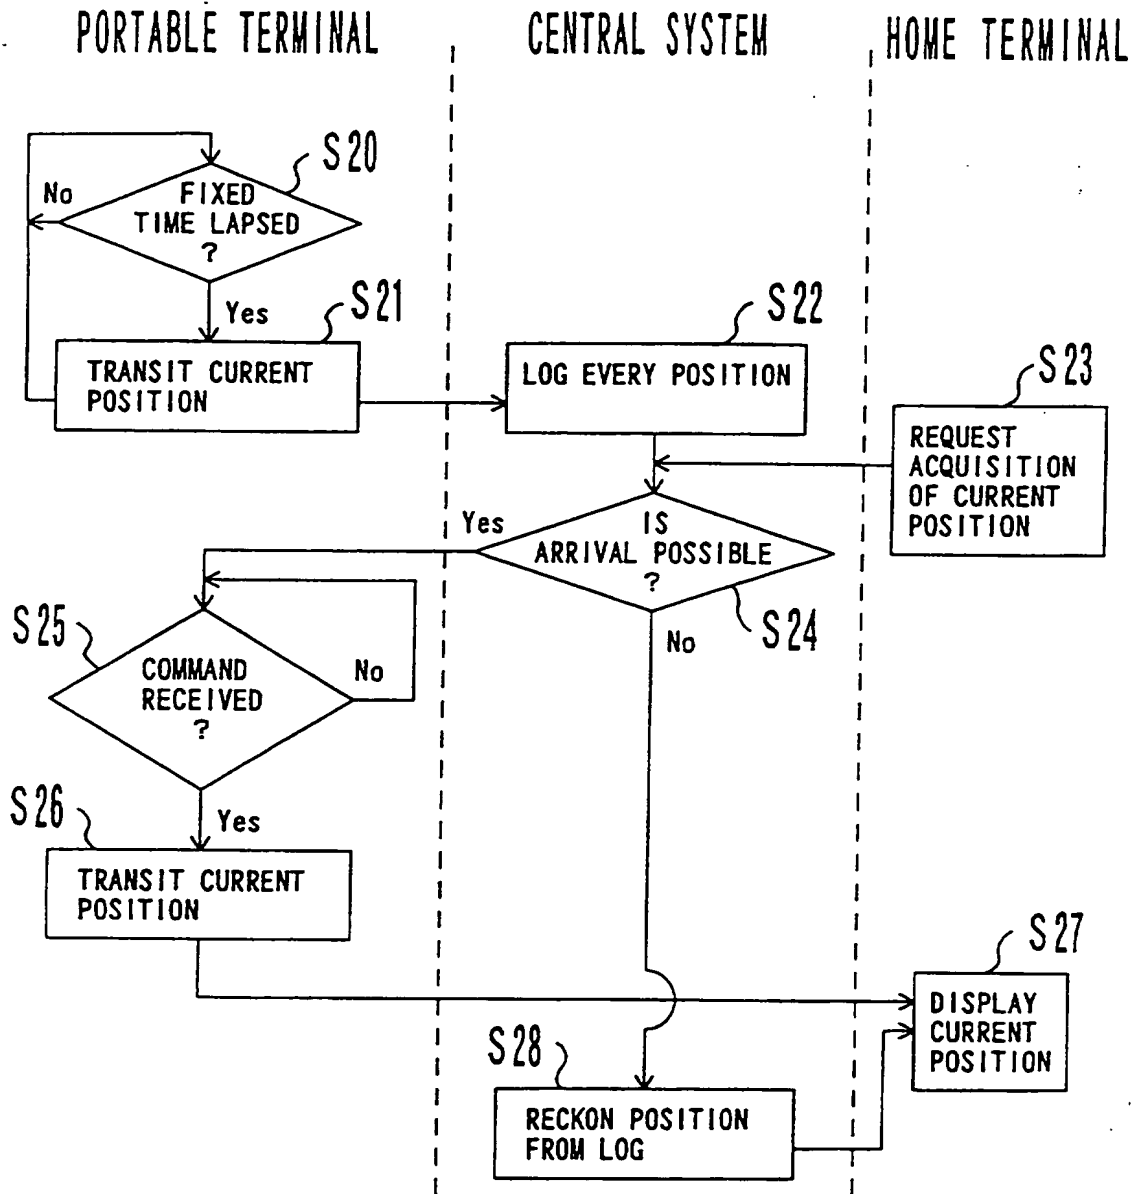 PORTABLE TERMINAL
CENTRAL SYSTEM
HOME TERMINAL
S20
No
FIXED
TIME LAPSED
?
Yes
S21
TRANSIT CURRENT
POSITION
S22
LOG EVERY POSITION
S23
REQUEST
ACQUISITION
OF CURRENT
POSITION
Yes
IS
ARRIVAL POSSIBLE
?
S24
No
S25
COMMAND
RECEIVED
?
No
Yes
S26
TRANSIT CURRENT
POSITION
S27
DISPLAY
CURRENT
POSITION
S28
RECKON POSITION
FROM LOG